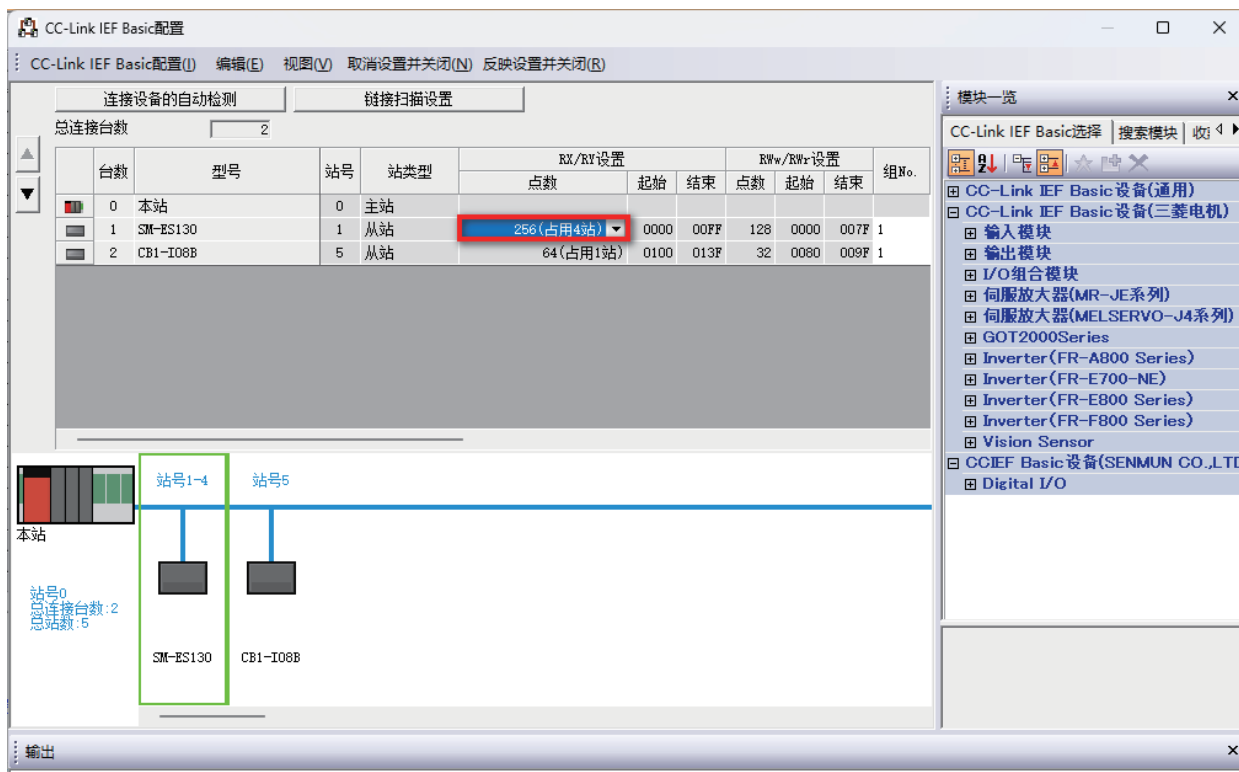 CC-Link IEF Basic配置
CC-Link IEF Basic配置(I) 编辑(E) 视图(V) 取消设置并关闭(N) 反映设置并关闭(R)
连接设备的自动检测 链接扫描设置
总连接台数 2
台数 型号 站号 站类型 RX/RY设置 RWw/RWr设置 组No.
点数 起始 结束 点数 起始 结束
0 本站 0 主站
1 SM-ES130 1 从站 256(占用4站) 0000 00FF 128 0000 007F 1
2 CB1-I08B 5 从站 64(占用1站) 0100 013F 32 0080 009F 1
站号1-4 站号5
本站
站号0
总连接台数:2
总站数:5
SM-ES130 CB1-I08B
模块一览
CC-Link IEF Basic选择 搜索模块
CC-Link IEF Basic设备(通用)
CC-Link IEF Basic设备(三菱电机)
输入模块
输出模块
I/O组合模块
伺服放大器(MR-JE系列)
伺服放大器(MELSERVO-J4系列)
GOT2000Series
Inverter(FR-A800 Series)
Inverter(FR-E700-NE)
Inverter(FR-E800 Series)
Inverter(FR-F800 Series)
Vision Sensor
CCIEF Basic设备(SENMUN CO.,LTD
Digital I/O
输出